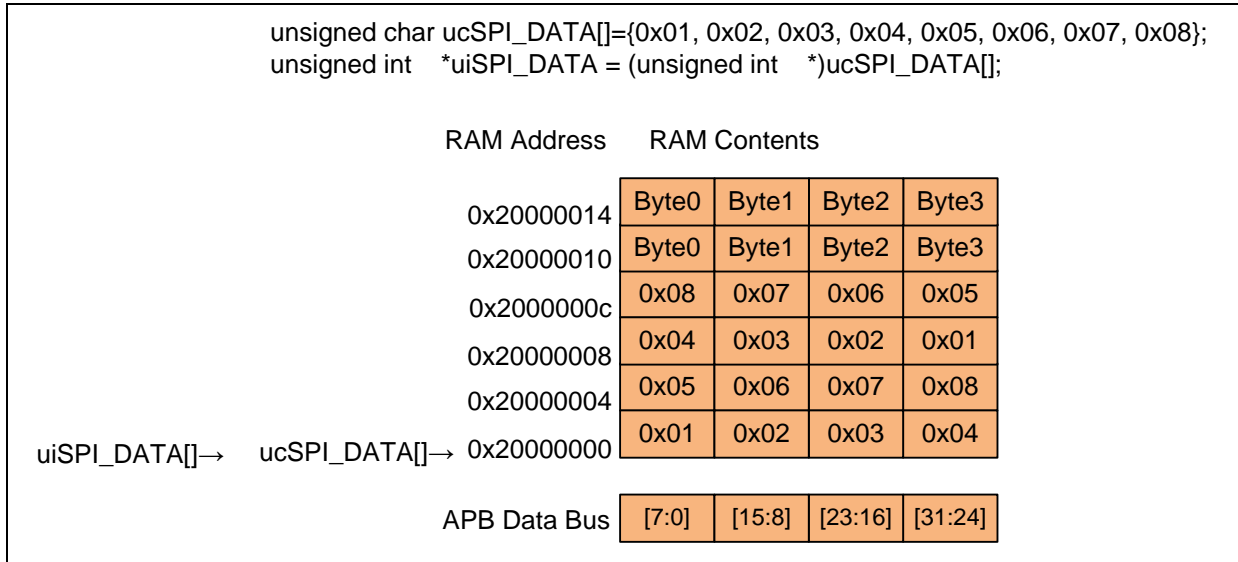 unsigned char ucSPI_DATA[]={0x01, 0x02, 0x03, 0x04, 0x05, 0x06, 0x07, 0x08};
unsigned int *uiSPI_DATA = (unsigned int *)ucSPI_DATA[];
RAM Address RAM Contents
0x20000014 Byte0 Byte1 Byte2 Byte3
0x20000010 Byte0 Byte1 Byte2 Byte3
0x2000000c 0x08 0x07 0x06 0x05
0x20000008 0x04 0x03 0x02 0x01
0x20000004 0x05 0x06 0x07 0x08
uiSPI_DATA[]→ ucSPI_DATA[]→ 0x20000000 0x01 0x02 0x03 0x04
APB Data Bus [7:0] [15:8] [23:16] [31:24]